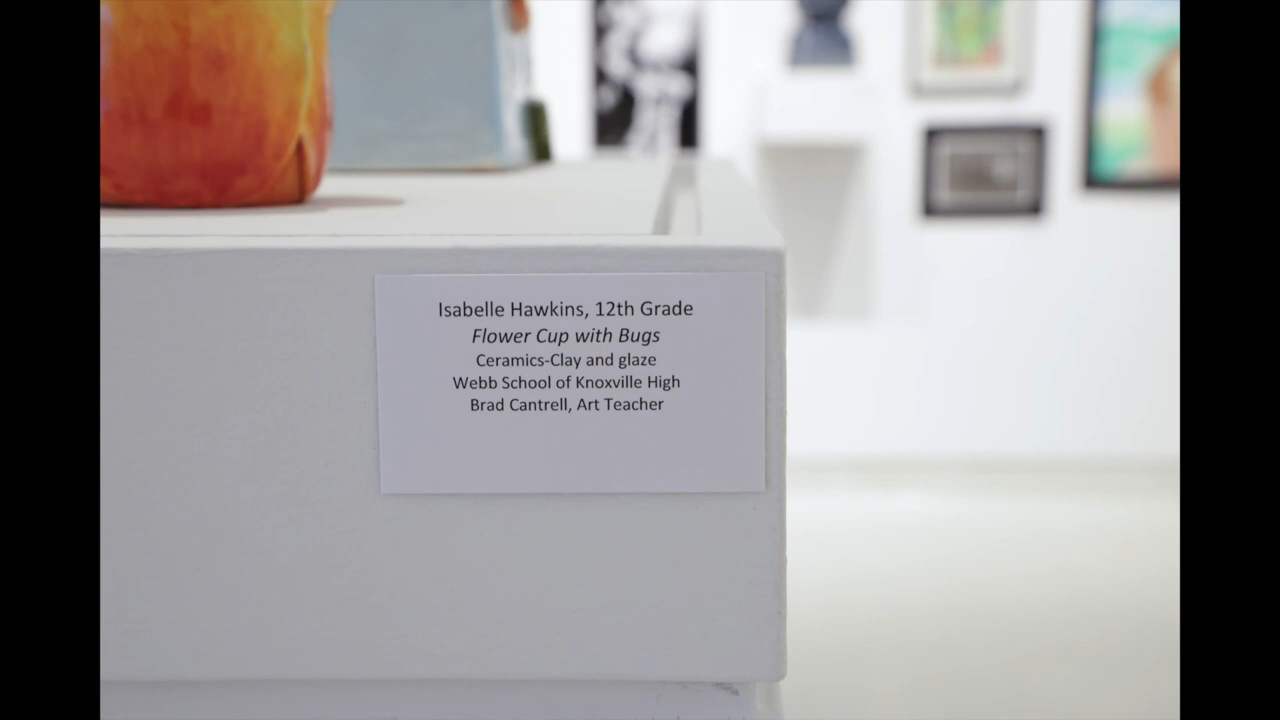 Isabelle Hawkins, 12th Grade
Flower Cup with Bugs
Ceramics-Clay and glaze
Webb School of Knoxville High
Brad Cantrell, Art Teacher